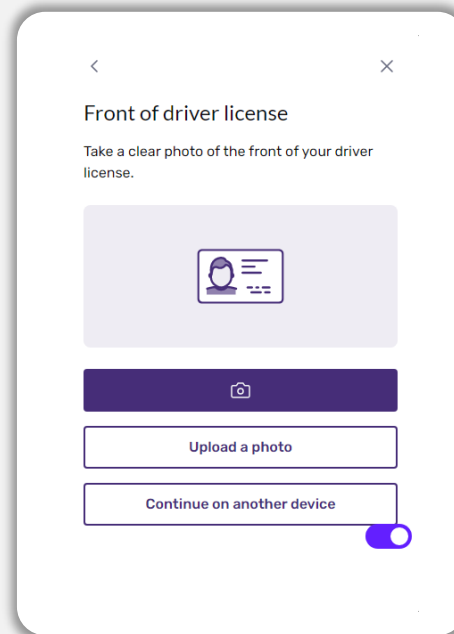 Front of driver license
Take a clear photo of the front of your driver
license.
Upload a photo
Continue on another device